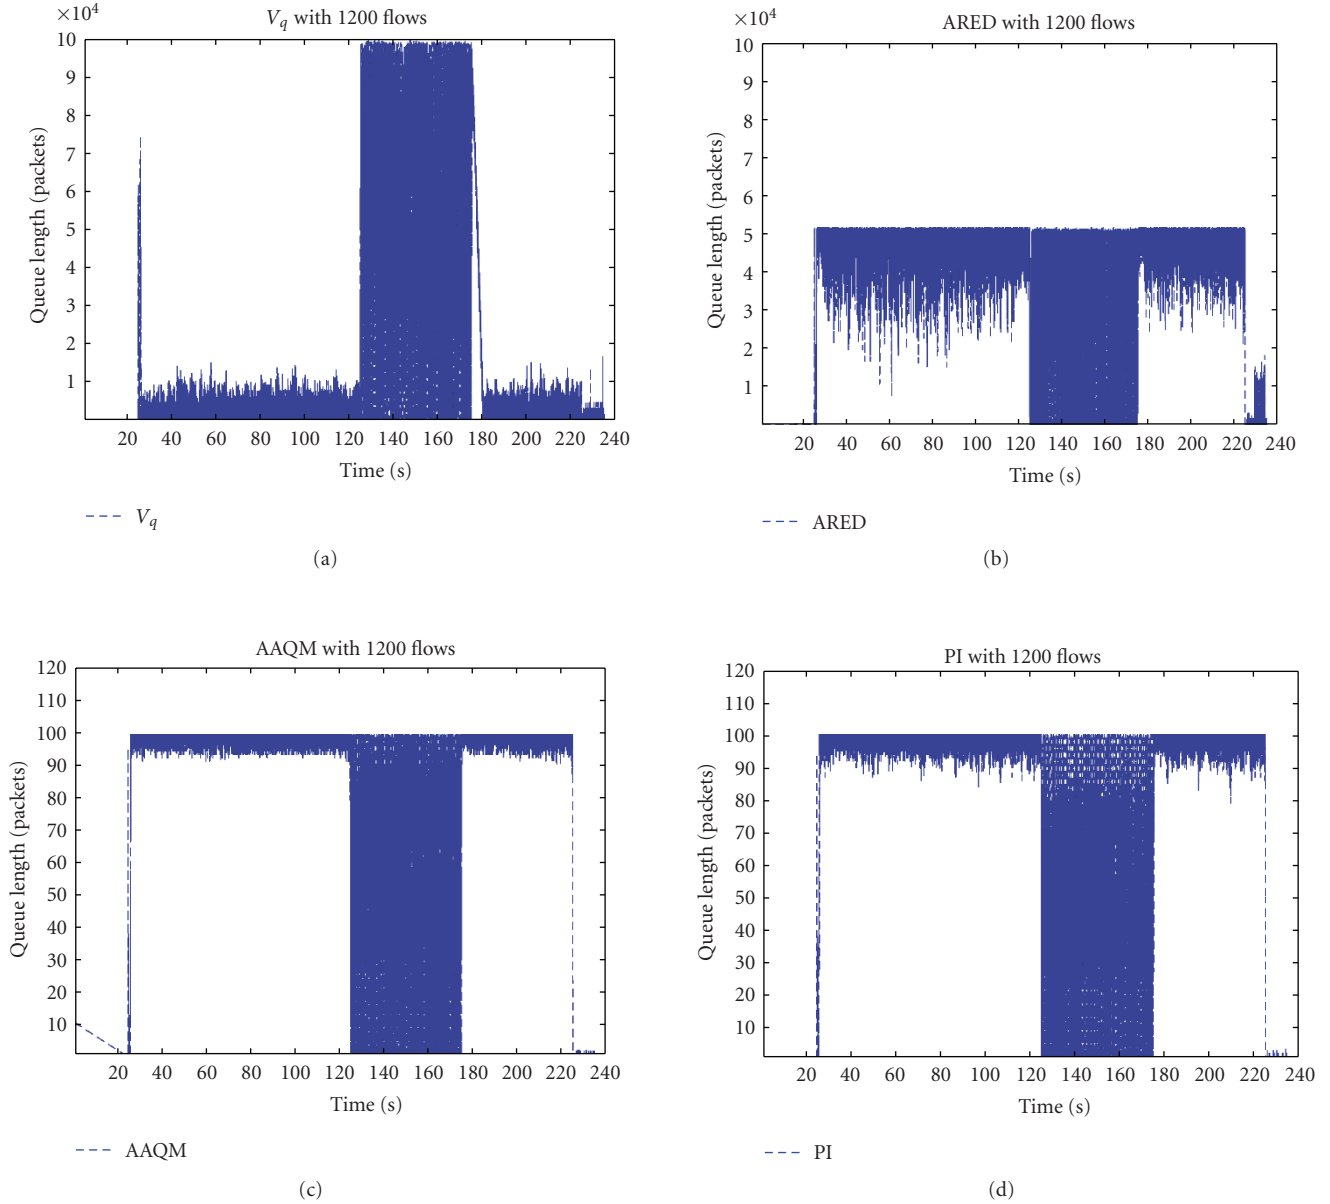 ×10⁴
V_q with 1200 flows
10
9
8
7
6
5
4
3
2
1
Queue length (packets)
20 40 60 80 100 120 140 160 180 200 220 240
Time (s)
V_q
(a)
×10⁴
ARED with 1200 flows
10
9
8
7
6
5
4
3
2
1
Queue length (packets)
20 40 60 80 100 120 140 160 180 200 220 240
Time (s)
ARED
(b)
AAQM with 1200 flows
120
110
100
90
80
70
60
50
40
30
20
10
Queue length (packets)
20 40 60 80 100 120 140 160 180 200 220 240
Time (s)
AAQM
(c)
PI with 1200 flows
120
110
100
90
80
70
60
50
40
30
20
10
Queue length (packets)
20 40 60 80 100 120 140 160 180 200 220 240
Time (s)
PI
(d)